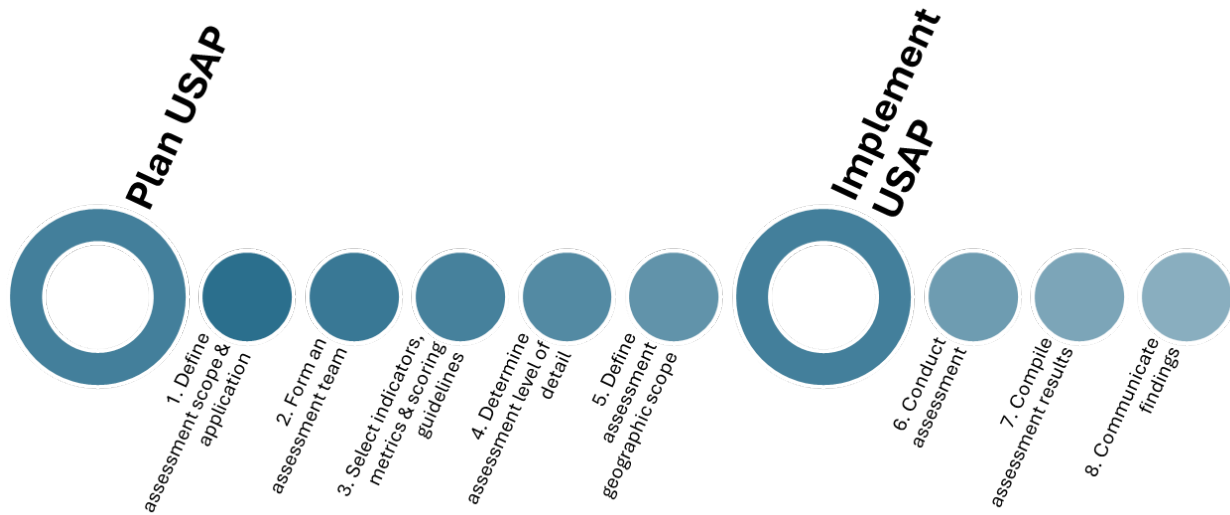 Plan USAP
1. Define
assessment scope &
application
2. Form an
assessment team
3. Select indicators,
metrics & scoring
guidelines
4. Determine
assessment level of
detail
5. Define
assessment
geographic scope
Implement
USAP
6. Conduct
assessment
7. Compile
assessment results
8. Communicate
findings